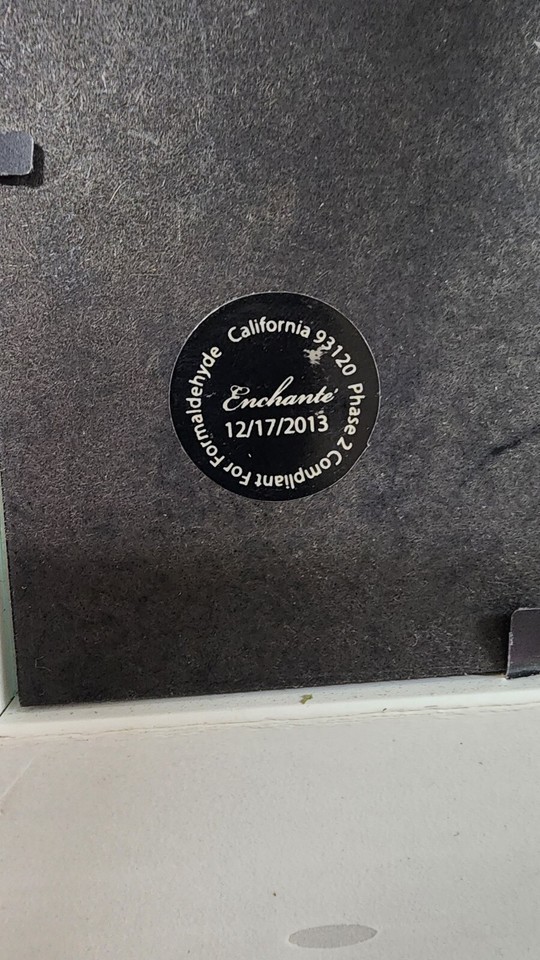 California 93120 Phase 2 Compliant For Formaldehyde
Enchanté
12/17/2013